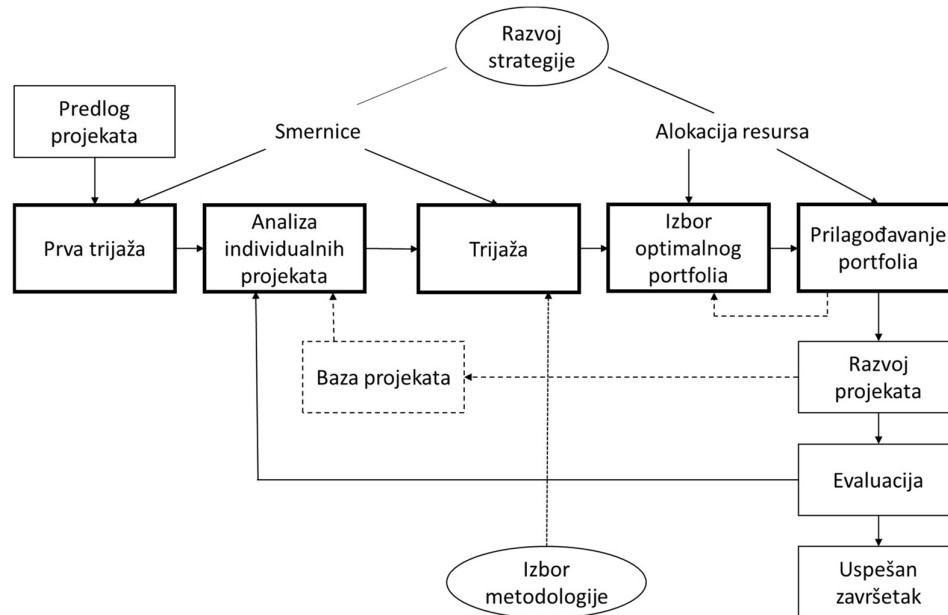 Razvoj
strategije
Predlog
projekata
Smernice
Alokacija resursa
Prva trijaža
Analiza
individualnih
projekata
Trijaža
Izbor
optimalnog
portfolia
Prilagođavanje
portfolia
Baza projekata
Razvoj
projekata
Evaluacija
Izbor
metodologije
Uspešan
završetak